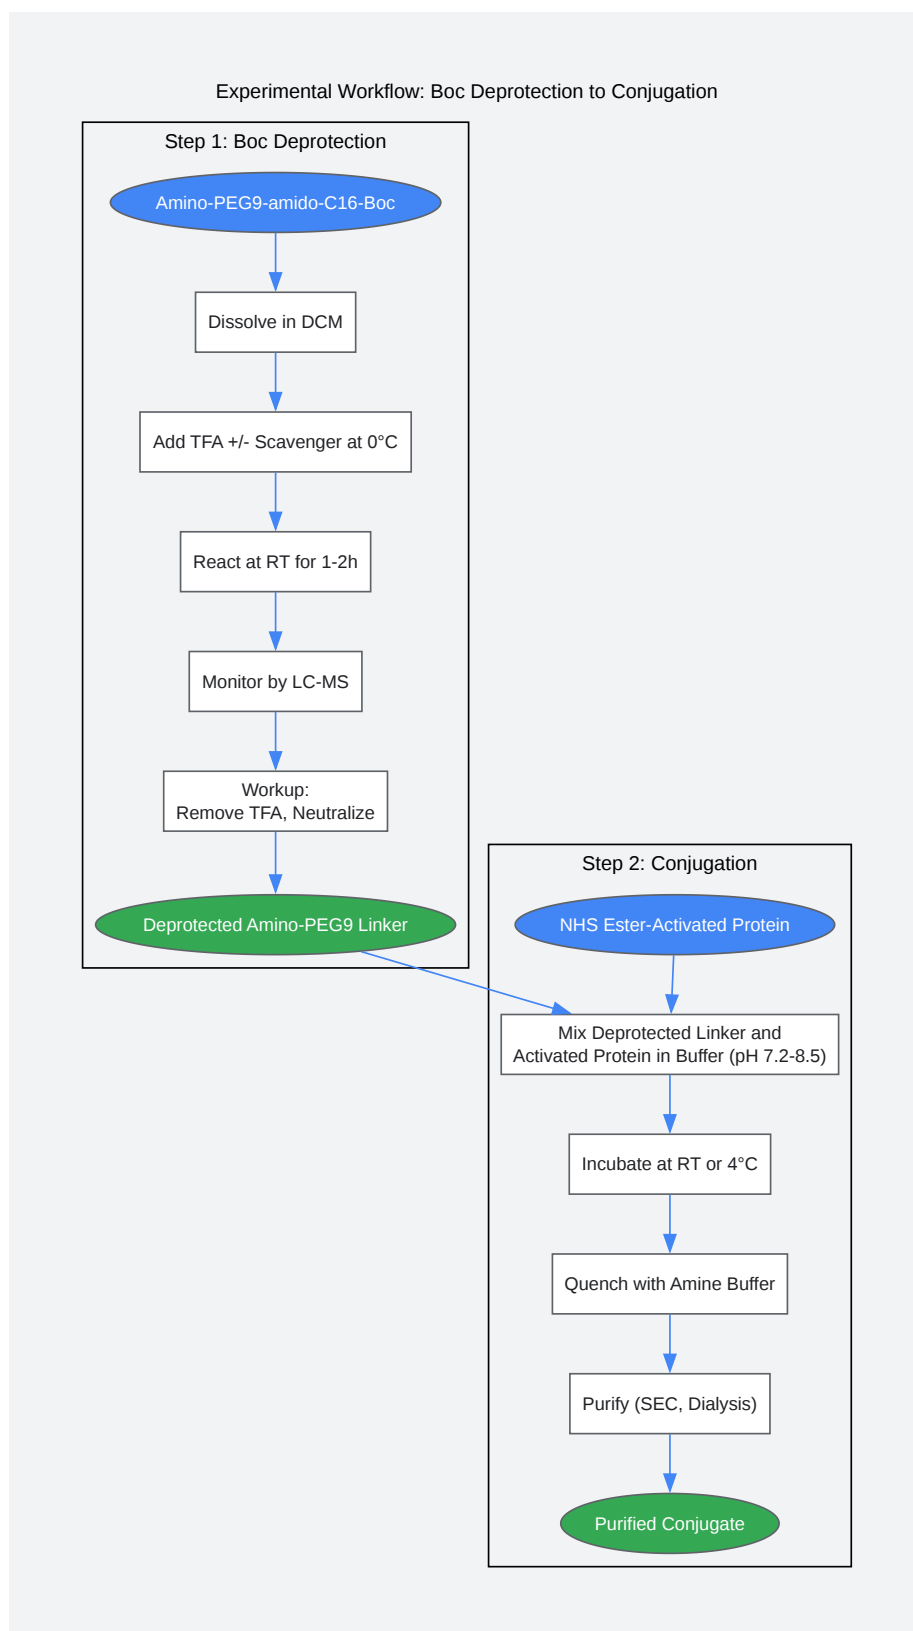 Experimental Workflow: Boc Deprotection to Conjugation
Step 1: Boc Deprotection
Amino-PEG9-amido-C16-Boc
Dissolve in DCM
Add TFA +/- Scavenger at 0°C
React at RT for 1-2h
Monitor by LC-MS
Workup:
Remove TFA, Neutralize
Deprotected Amino-PEG9 Linker
Step 2: Conjugation
NHS Ester-Activated Protein
Mix Deprotected Linker and
Activated Protein in Buffer (pH 7.2-8.5)
Incubate at RT or 4°C
Quench with Amine Buffer
Purify (SEC, Dialysis)
Purified Conjugate